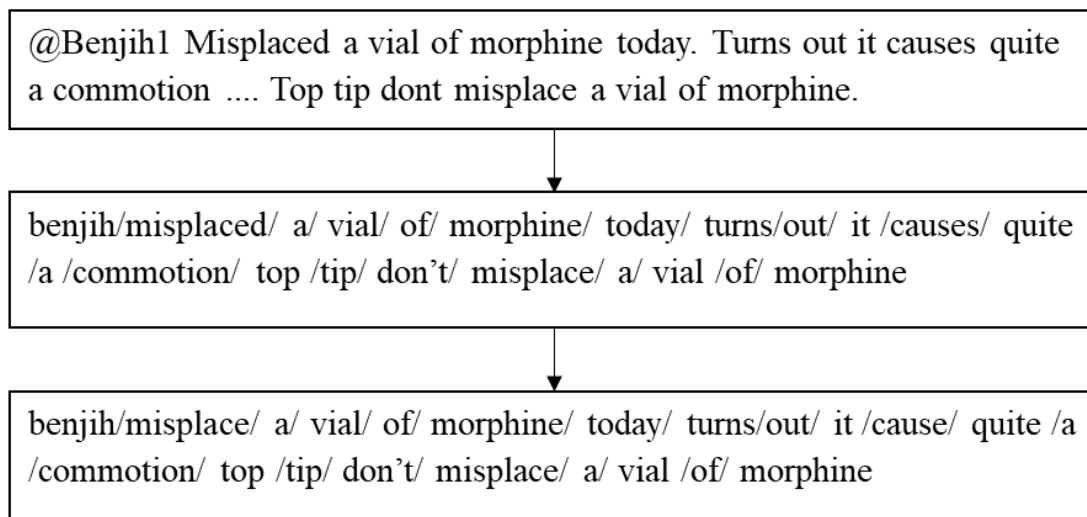 @Benjih1 Misplaced a vial of morphine today. Turns out it causes quite
a commotion .... Top tip dont misplace a vial of morphine.
benjih/misplaced/ a/ vial/ of/ morphine/ today/ turns/out/ it /causes/ quite
/a /commotion/ top /tip/ don’t/ misplace/ a/ vial /of/ morphine
benjih/misplace/ a/ vial/ of/ morphine/ today/ turns/out/ it /cause/ quite /a
/commotion/ top /tip/ don’t/ misplace/ a/ vial /of/ morphine